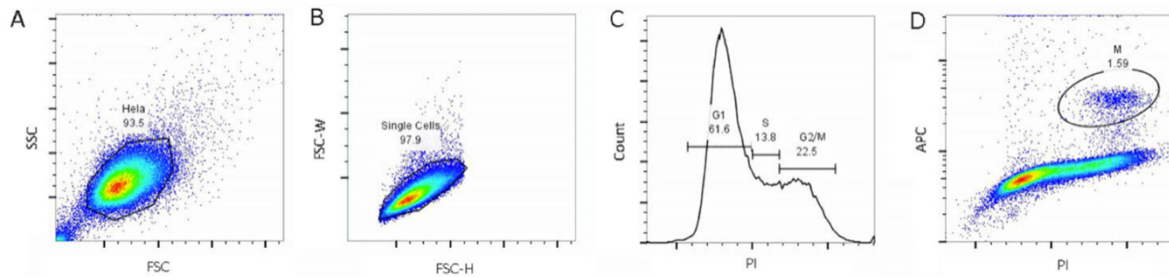 A
SSC
Hela
93.5
FSC
B
FSC-W
Single Cells
97.9
FSC-H
C
Count
G1
61.6
S
13.8
G2/M
22.5
PI
D
APC
M
1.59
PI